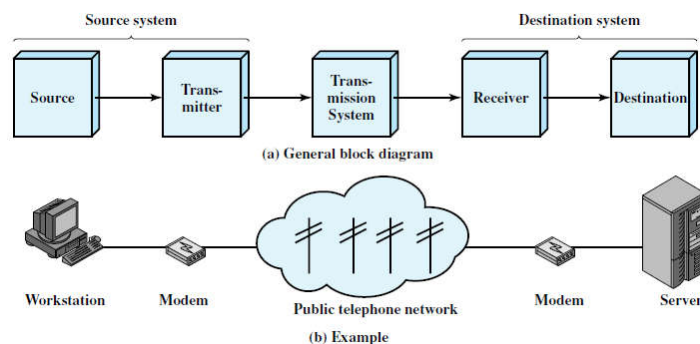 Source system
Destination system
Source
Trans-
mitter
Trans-
mission
System
Receiver
Destination
(a) General block diagram
Workstation
Modem
Public telephone network
Modem
Server
(b) Example